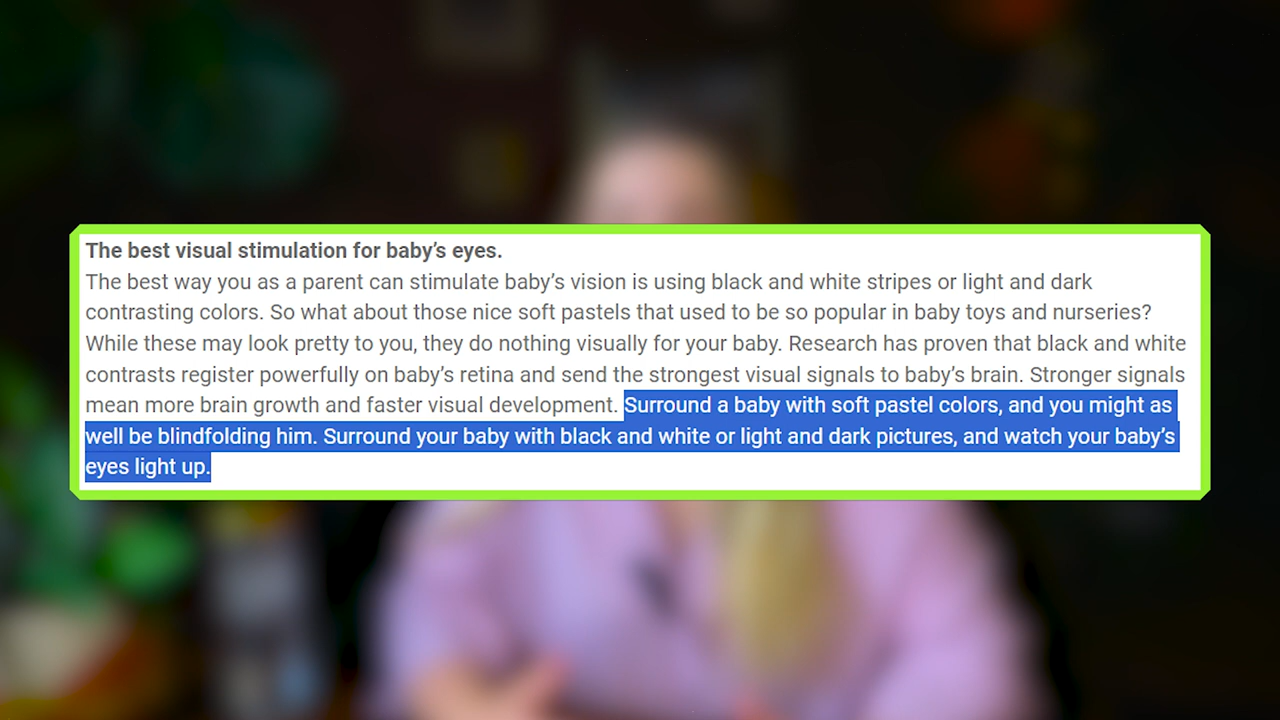 The best visual stimulation for baby’s eyes.
The best way you as a parent can stimulate baby’s vision is using black and white stripes or light and dark
contrasting colors. So what about those nice soft pastels that used to be so popular in baby toys and nurseries?
While these may look pretty to you, they do nothing visually for your baby. Research has proven that black and white
contrasts register powerfully on baby’s retina and send the strongest visual signals to baby’s brain. Stronger signals
mean more brain growth and faster visual development. Surround a baby with soft pastel colors, and you might as
well be blindfolding him. Surround your baby with black and white or light and dark pictures, and watch your baby’s
eyes light up.